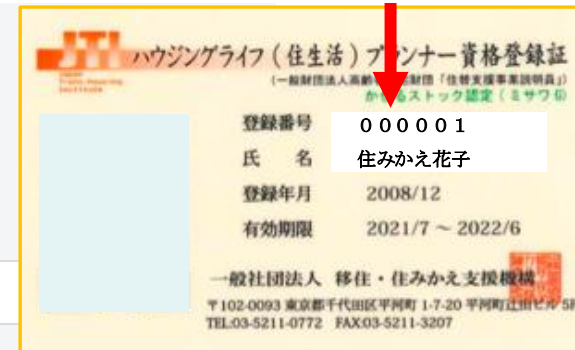 JTI ハウジングライフ(住生活)プランナー資格登録証
(一般財団法人高齢 財団「住替支援事業説明員」)
かせるストック認定(ミサワG)
登録番号 000001
氏 名 住みかえ花子
登録年月 2008/12
有効期限 2021/7~2022/6
一般社団法人 移住・住みかえ支援機構
〒102-0093 東京都千代田区平河町1-7-20 平河町辻田ビル5F
TEL:03-5211-0772 FAX:03-5211-3207